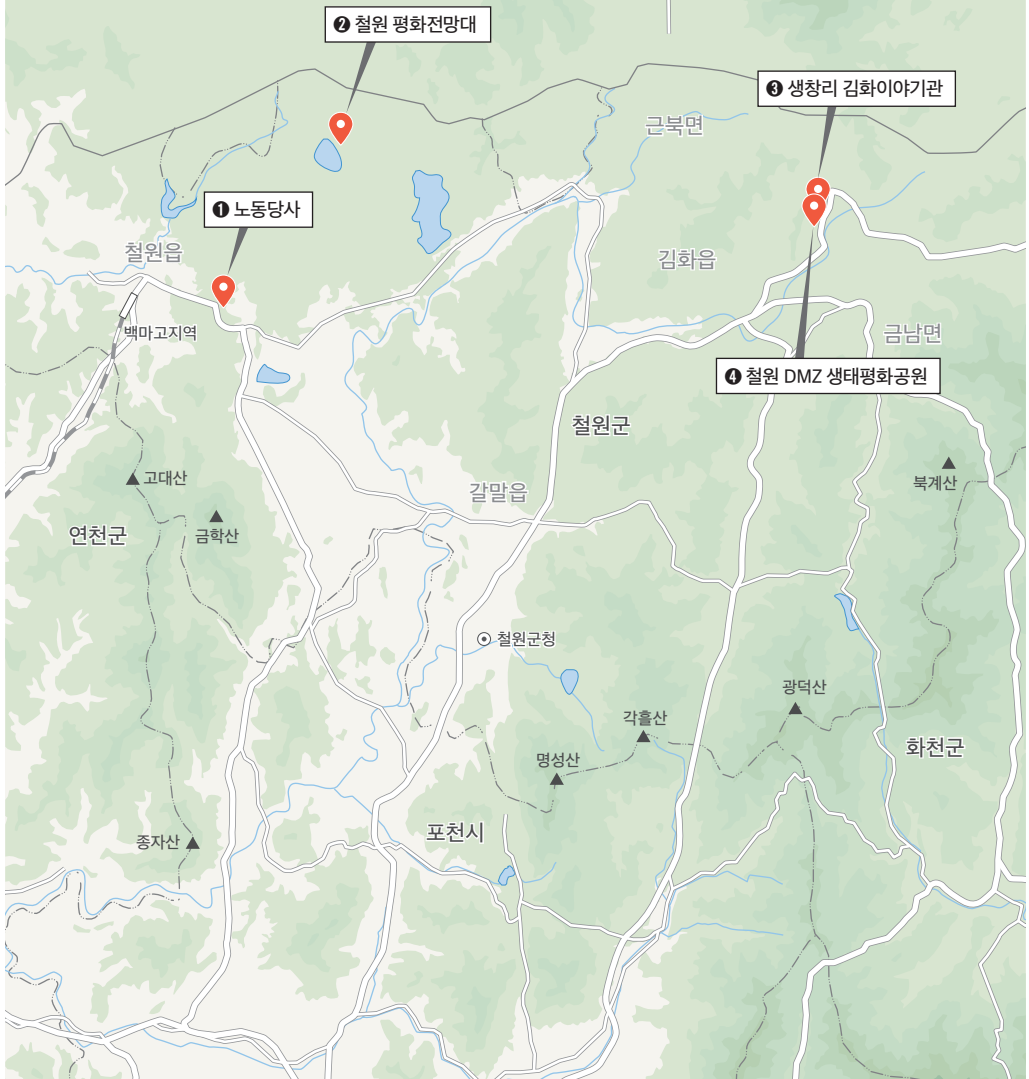 ❷ 철원 평화전망대
❸ 생창리 김화이야기관
근북면
❶ 노동당사
철원읍
김화읍
백마고지역
금남면
❹ 철원 DMZ 생태평화공원
철원군
고대산
북계산
갈말읍
연천군
금학산
철원군청
광덕산
각흘산
화천군
명성산
포천시
종자산